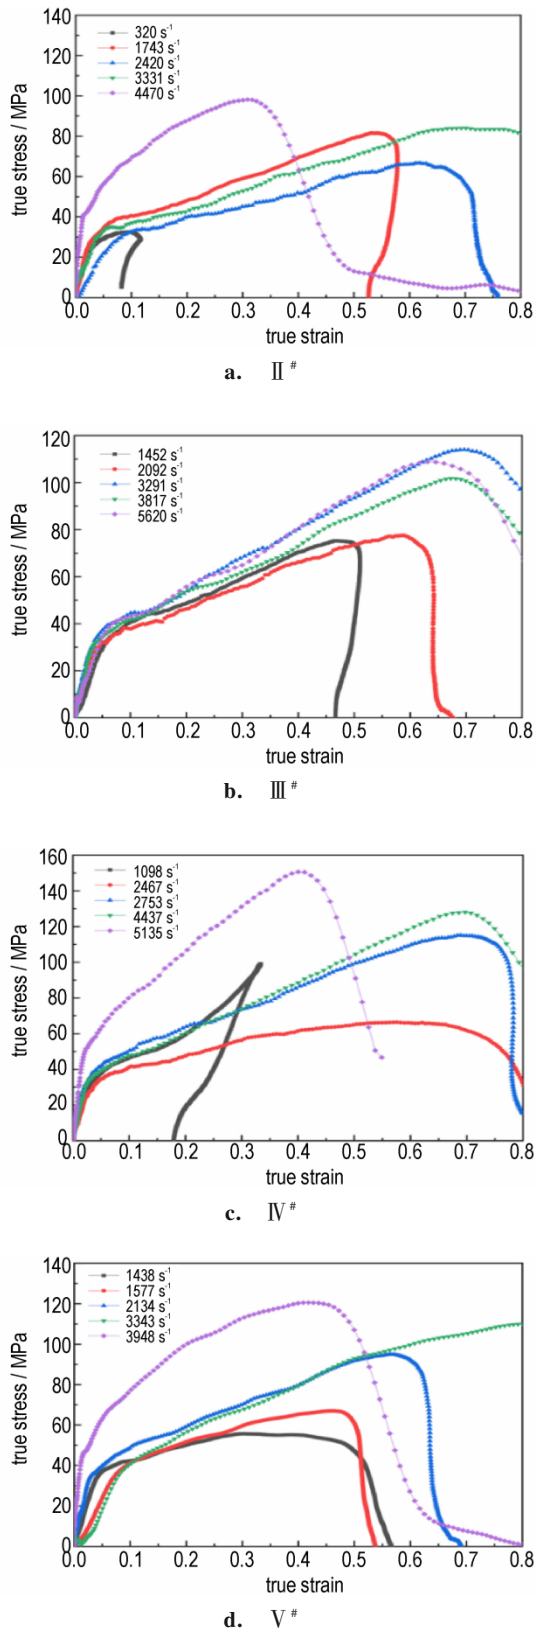 120
100
80
60
40
20
0
true stress / MPa
320 s-1
1743 s-1
2420 s-1
3331 s-1
4470 s-1
0.0 0.1 0.2 0.3 0.4 0.5 0.6 0.7 0.8
true strain
a. Ⅱ#
120
100
80
60
40
20
0
true stress / MPa
1452 s-1
2092 s-1
3291 s-1
3817 s-1
5620 s-1
0.0 0.1 0.2 0.3 0.4 0.5 0.6 0.7 0.8
true strain
b. Ⅲ#
160
140
120
100
80
60
40
20
0
true stress / MPa
1098 s-1
2467 s-1
2753 s-1
4437 s-1
5135 s-1
0.0 0.1 0.2 0.3 0.4 0.5 0.6 0.7 0.8
true strain
c. Ⅳ#
140
120
100
80
60
40
20
0
true stress / MPa
1438 s-1
1577 s-1
2134 s-1
3343 s-1
3948 s-1
0.0 0.1 0.2 0.3 0.4 0.5 0.6 0.7 0.8
true strain
d. Ⅴ#